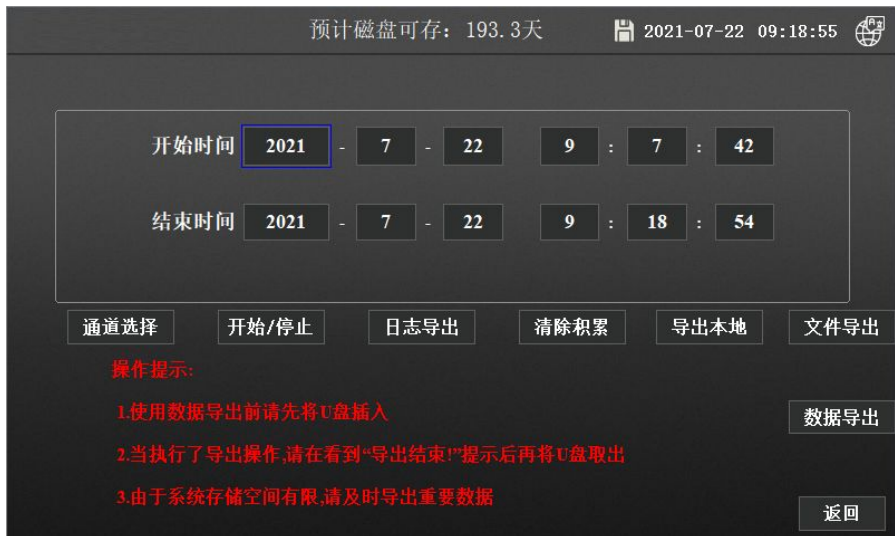 预计磁盘可存：193.3天 2021-07-22 09:18:55
开始时间 2021 - 7 - 22 9 : 7 : 42
结束时间 2021 - 7 - 22 9 : 18 : 54
通道选择 开始/停止 日志导出 清除积累 导出本地 文件导出
操作提示:
1.使用数据导出前请先将U盘插入
数据导出
2.当执行了导出操作,请在看到“导出结束!”提示后再将U盘取出
3.由于系统存储空间有限,请及时导出重要数据
返回